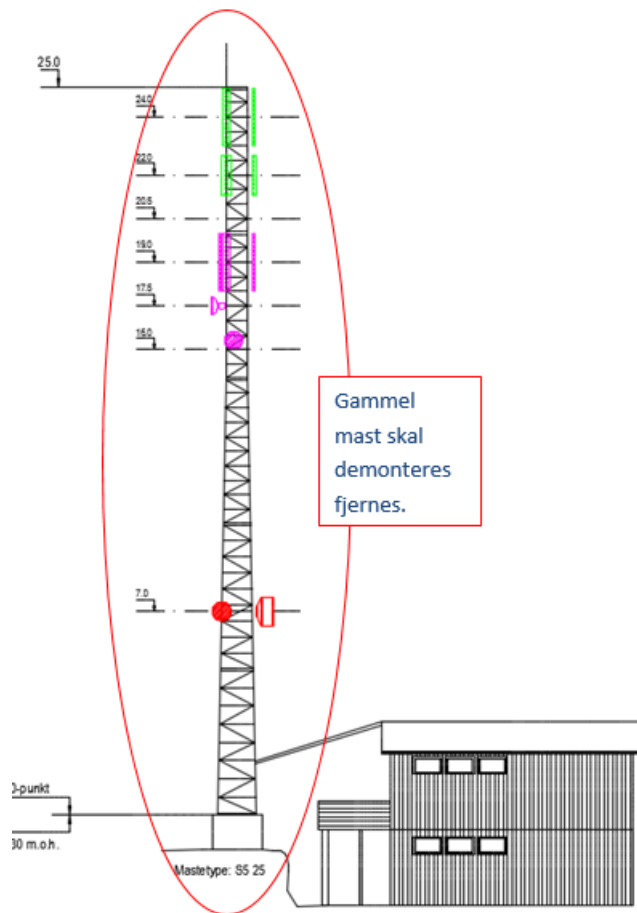 25.0
24.0
22.0
20.5
19.0
17.5
16.0
Gammel
mast skal
demonteres
fjernes.
7.0
0-punkt
30 m.o.h.
Mastetype: S5 25